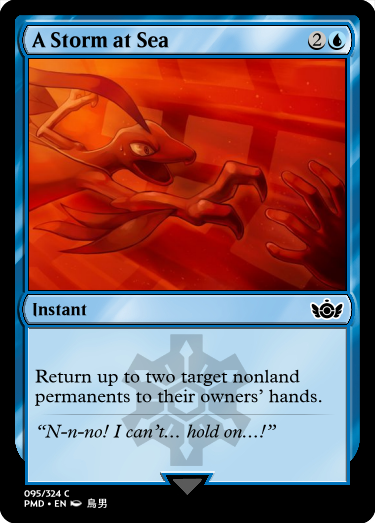 A Storm at Sea 2
Instant
Return up to two target nonland
permanents to their owners’ hands.
“N-n-no! I can’t… hold on…!”
095/324 C
PMD • EN 鳥男